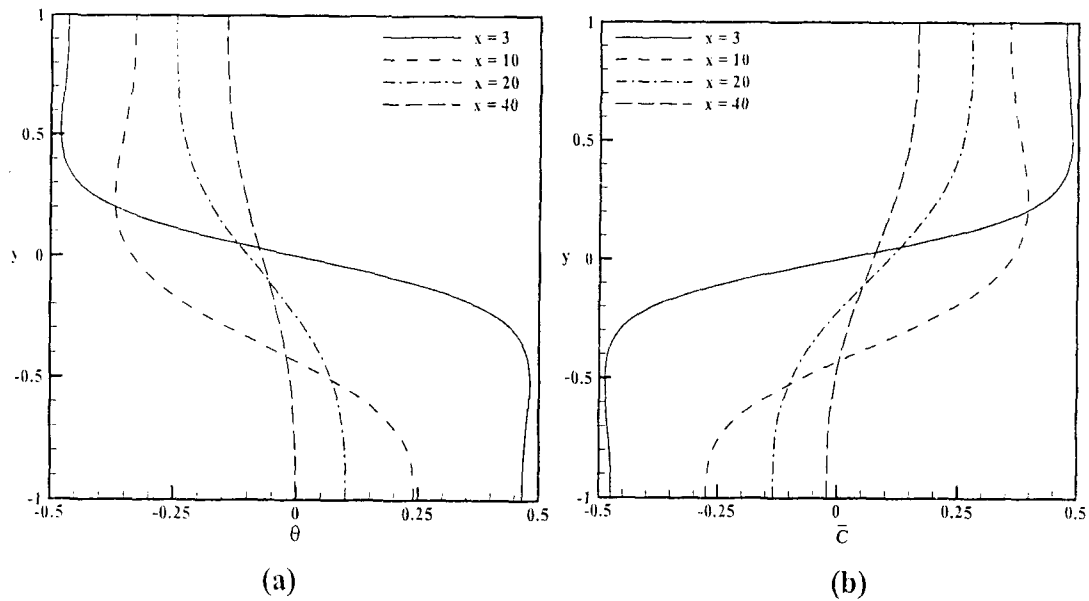 1
0.5
y
0
-0.5
-1
-0.5
-0.25
0
0.25
0.5
θ
x = 3
x = 10
x = 20
x = 40
(a)
1
0.5
y
0
-0.5
-1
-0.5
-0.25
0
0.25
0.5
C̄
x = 3
x = 10
x = 20
x = 40
(b)